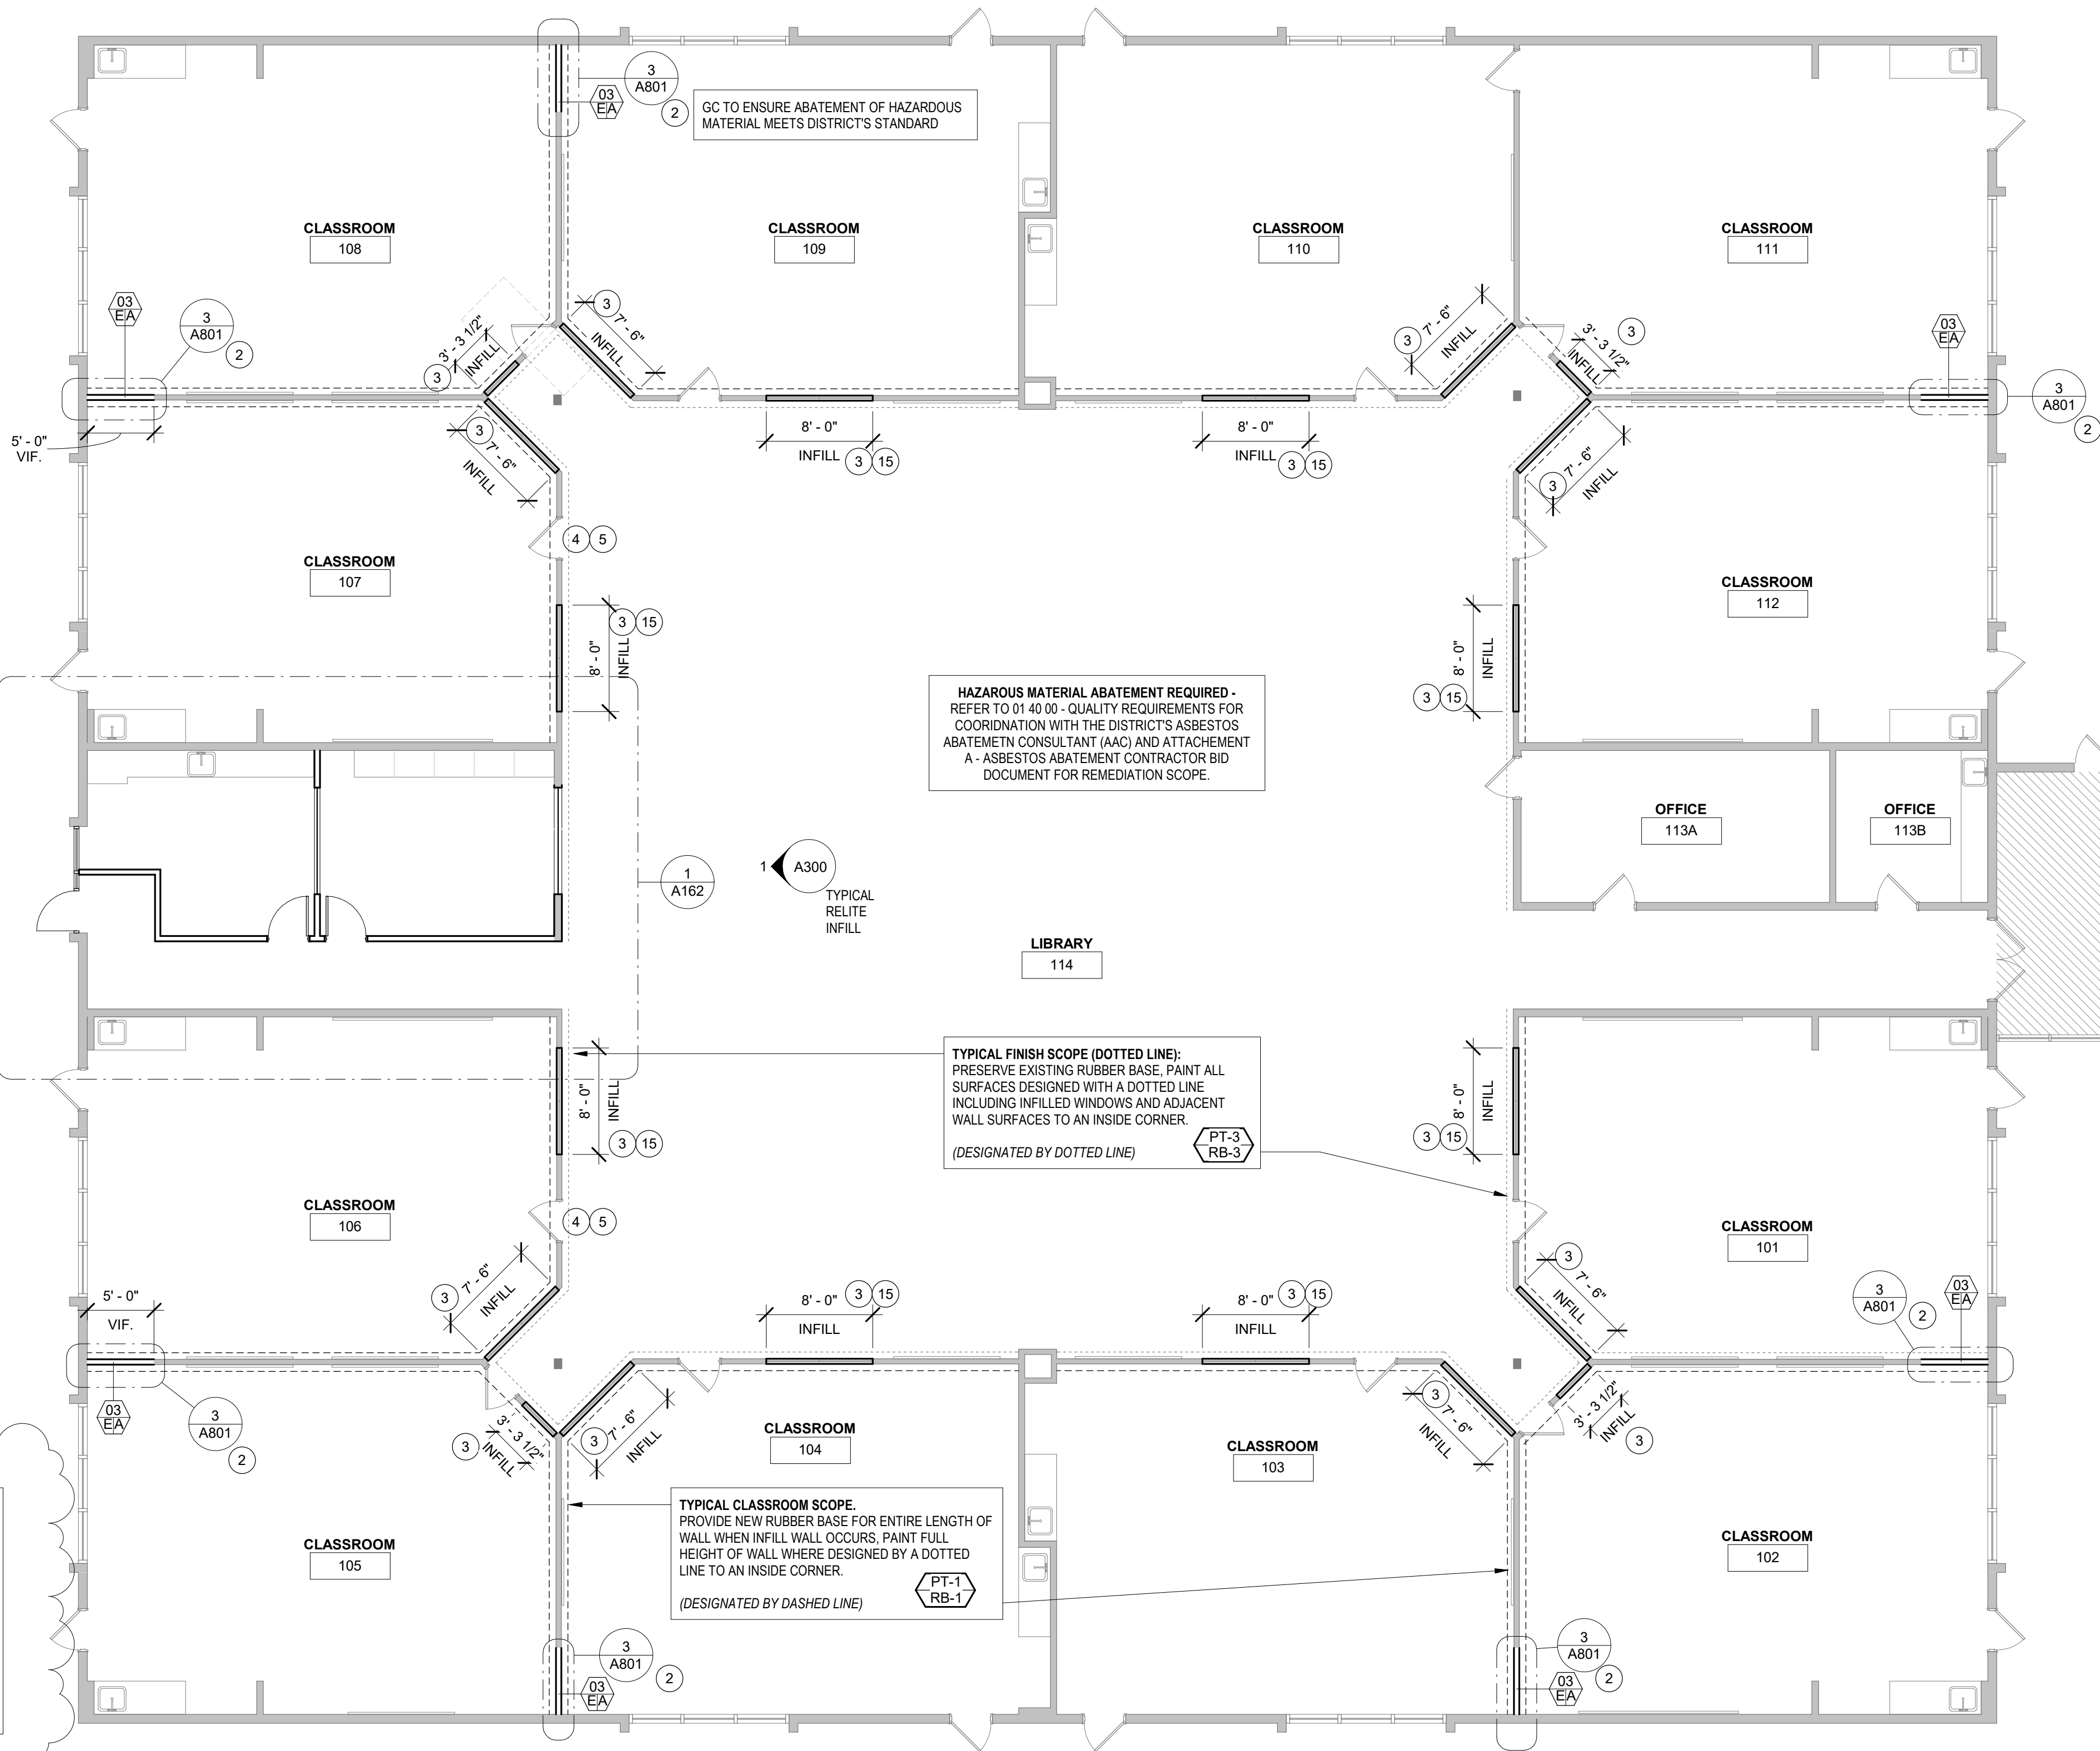 3
A801
03
EA
2
GC TO ENSURE ABATEMENT OF HAZARDOUS
MATERIAL MEETS DISTRICT'S STANDARD
CLASSROOM
108
CLASSROOM
109
CLASSROOM
110
CLASSROOM
111
03
EA
3
A801
2
3' - 3 1/2"
INFILL
3
3
7' - 6"
INFILL
3
7' - 6"
INFILL
3' - 3 1/2"
INFILL
3
03
EA
3
A801
2
5' - 0"
VIF.
3
7' - 6"
INFILL
8' - 0"
INFILL
3
15
8' - 0"
INFILL
3
15
3
7' - 6"
INFILL
4
5
CLASSROOM
107
CLASSROOM
112
3
15
8' - 0"
INFILL
8' - 0"
INFILL
3
15
HAZAROUS MATERIAL ABATEMENT REQUIRED -
REFER TO 01 40 00 - QUALITY REQUIREMENTS FOR
COORIDNATION WITH THE DISTRICT'S ASBESTOS
ABATEMETN CONSULTANT (AAC) AND ATTACHEMENT
A - ASBESTOS ABATEMENT CONTRACTOR BID
DOCUMENT FOR REMEDIATION SCOPE.
OFFICE
113A
OFFICE
113B
1
A162
1
A300
TYPICAL
RELITE
INFILL
LIBRARY
114
TYPICAL FINISH SCOPE (DOTTED LINE):
PRESERVE EXISTING RUBBER BASE, PAINT ALL
SURFACES DESIGNED WITH A DOTTED LINE
INCLUDING INFILLED WINDOWS AND ADJACENT
WALL SURFACES TO AN INSIDE CORNER.
(DESIGNATED BY DOTTED LINE)
PT-3
RB-3
8' - 0"
INFILL
3
15
8' - 0"
INFILL
3
15
CLASSROOM
106
4
5
CLASSROOM
101
5' - 0"
VIF.
3
7' - 6"
INFILL
8' - 0"
3
15
INFILL
8' - 0"
3
15
INFILL
3
7' - 6"
INFILL
3
A801
2
03
EA
03
EA
3
A801
2
3' - 3 1/2"
INFILL
3
3
7' - 6"
INFILL
CLASSROOM
104
CLASSROOM
103
3
7' - 6"
INFILL
3' - 3 1/2"
INFILL
3
CLASSROOM
105
CLASSROOM
102
TYPICAL CLASSROOM SCOPE.
PROVIDE NEW RUBBER BASE FOR ENTIRE LENGTH OF
WALL WHEN INFILL WALL OCCURS, PAINT FULL
HEIGHT OF WALL WHERE DESIGNED BY A DOTTED
LINE TO AN INSIDE CORNER.
(DESIGNATED BY DASHED LINE)
PT-1
RB-1
3
A801
2
03
EA
3
A801
2
03
EA